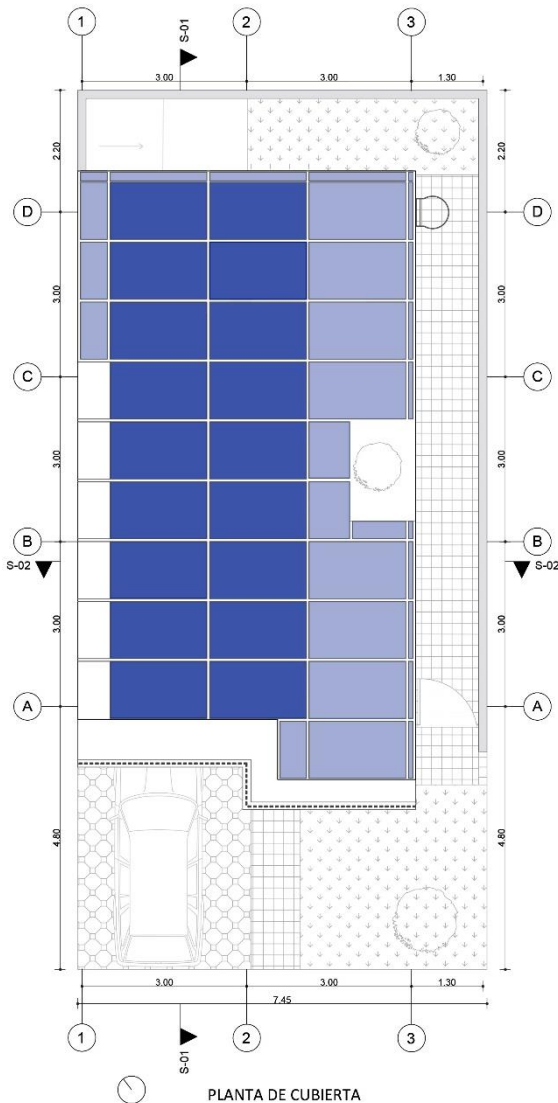 1 2 3
S-01
3.00 3.00 1.30
2.20 2.20
D D
3.00 3.00
C C
3.00 3.00
B B
S-02 S-02
3.00 3.00
A A
4.80 4.80
3.00 3.00 1.30
7.45
1 2 3
S-01
PLANTA DE CUBIERTA